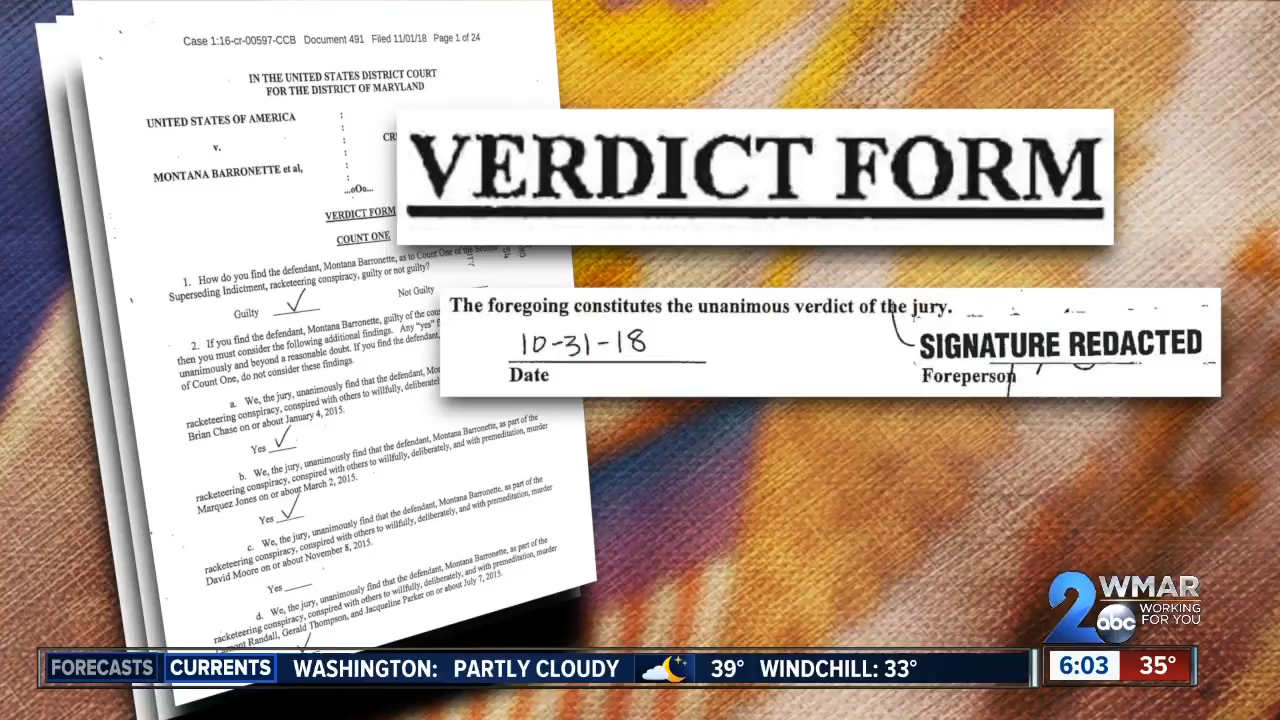 Case 1:16-cr-00597-CCB Document 491 Filed 11/01/18 Page 1 of 24
IN THE UNITED STATES DISTRICT COURT
FOR THE DISTRICT OF MARYLAND
UNITED STATES OF AMERICA
v.
MONTANA BARRONETTE et al,
...oOo...
VERDICT FORM
COUNT ONE
1. How do you find the defendant, Montana Barronette, as to Count One of the Second
Superseding Indictment, racketeering conspiracy, guilty or not guilty?
Guilty Not Guilty
2. If you find the defendant, Montana Barronette, guilty of the
then you must consider the following additional findings. Any "yes"
unanimously and beyond a reasonable doubt. If you find the defendant,
of Count One, do not consider these findings.
a. We, the jury, unanimously find that the defendant,
racketeering conspiracy, conspired with others to willfully,
Brian Chase on or about January 4, 2015.
Yes
b. We, the jury, unanimously find that the defendant, Montana Barronette, as part of the
racketeering conspiracy, conspired with others to willfully, deliberately, and with premeditation, murder
Marquez Jones on or about March 2, 2015.
Yes
c. We, the jury, unanimously find that the defendant, Montana Barronette, as part of the
racketeering conspiracy, conspired with others to willfully, deliberately, and with premeditation, murder
David Moore on or about November 8, 2015.
Yes
d. We, the jury, unanimously find that the defendant, Montana Barronette, as part of the
racketeering conspiracy, conspired with others to willfully, deliberately, and with premeditation, murder
Randall, Gerald Thompson, and Jacqueline Parker on or about July 7, 2015.
VERDICT FORM
The foregoing constitutes the unanimous verdict of the jury.
10-31-18
SIGNATURE REDACTED
Date
Foreperson
2 WMAR
abc WORKING
FOR YOU
FORECASTS CURRENTS WASHINGTON: PARTLY CLOUDY 39° WINDCHILL: 33° 6:03 35°